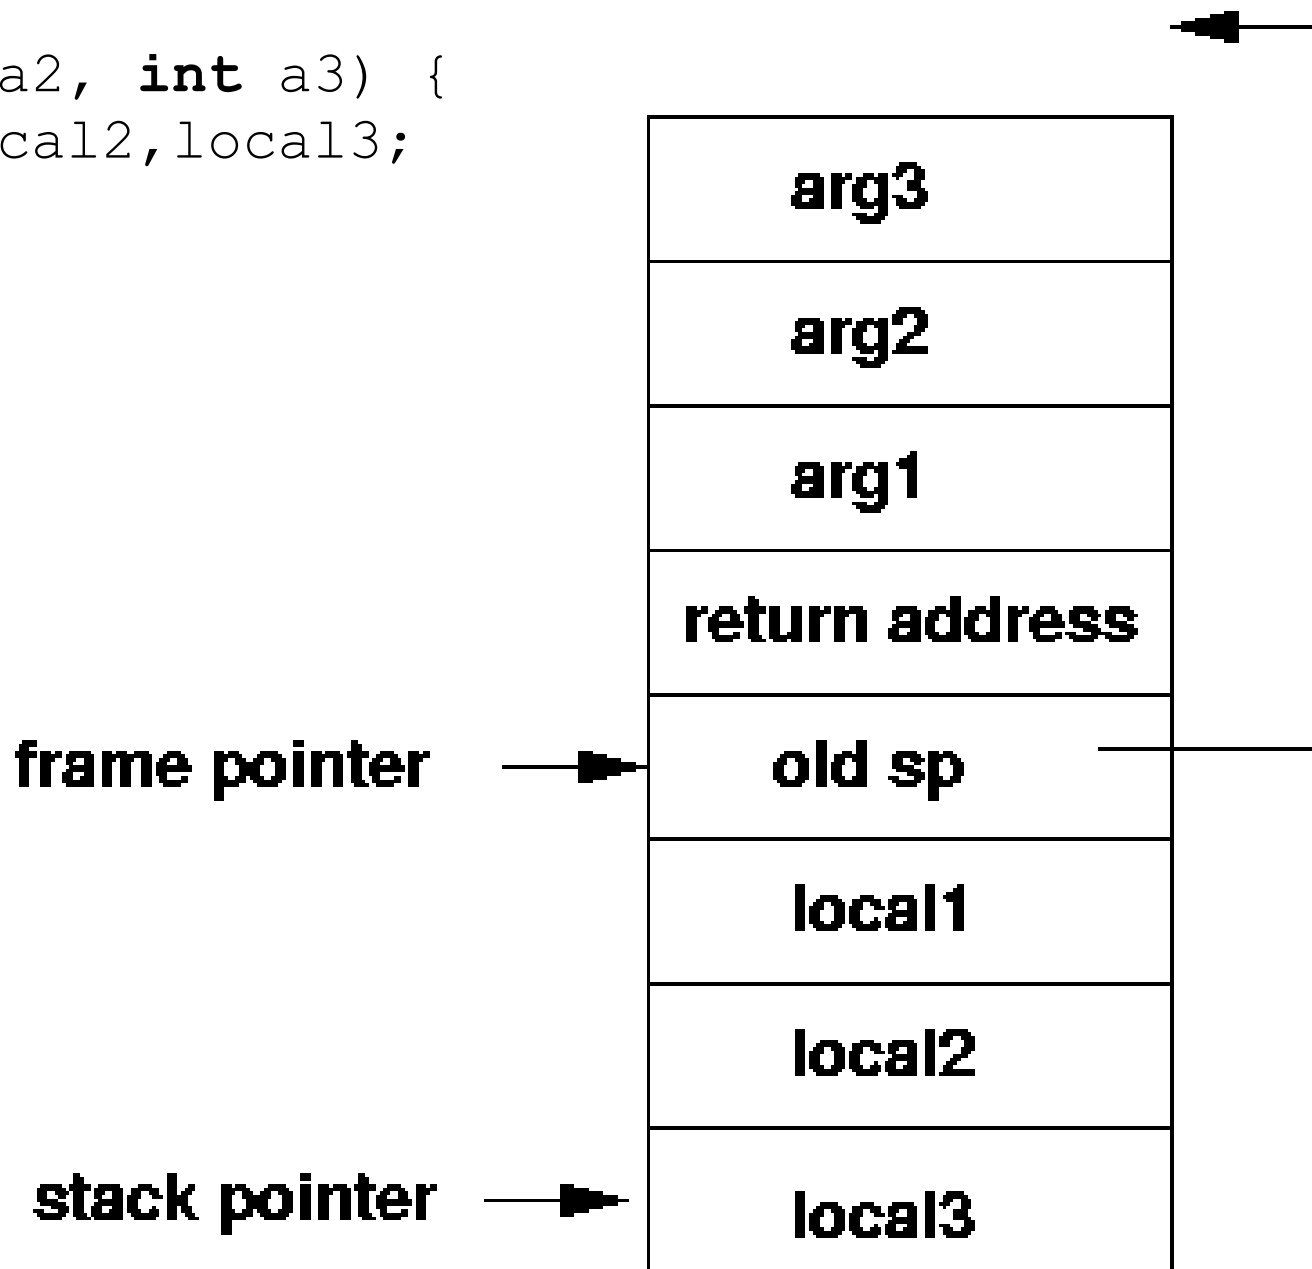 a2, int a3) {
cal2,local3;
arg3
arg2
arg1
return address
frame pointer
old sp
local1
local2
stack pointer
local3